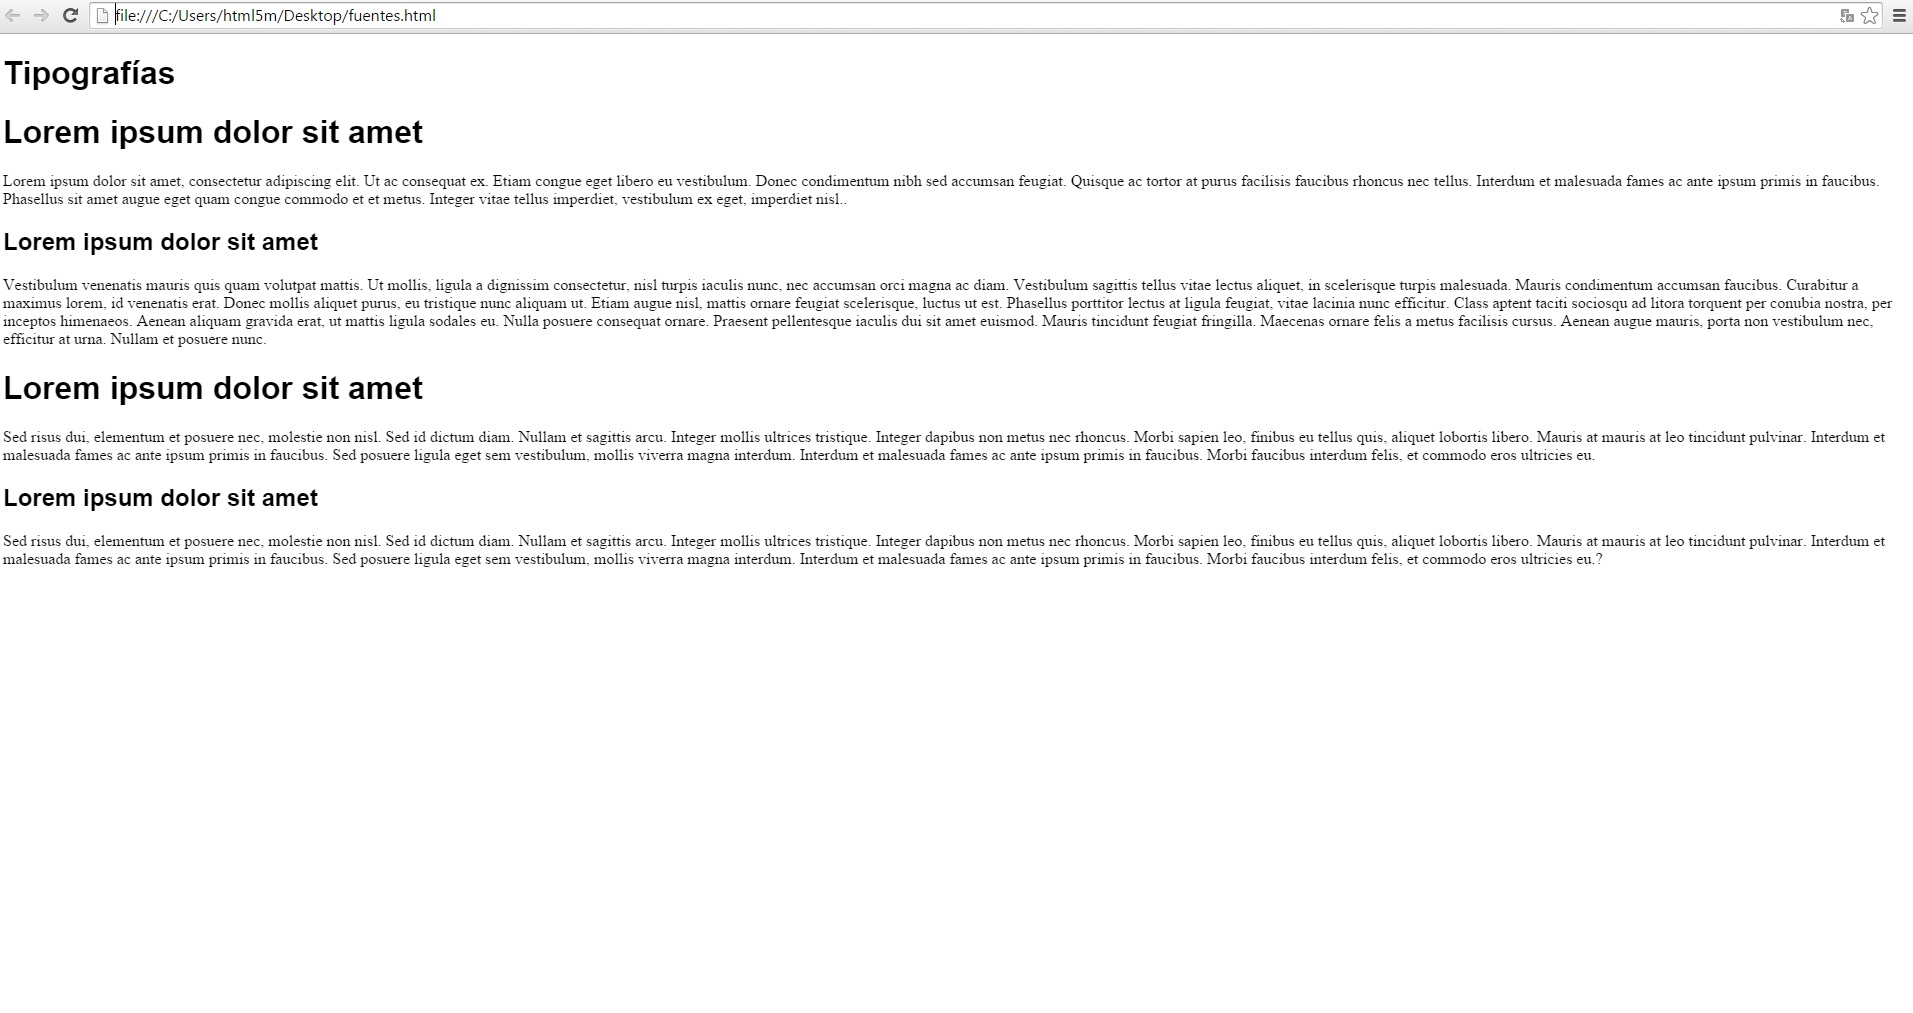 file:///C:/Users/html5m/Desktop/fuentes.html
Tipografías
Lorem ipsum dolor sit amet
Lorem ipsum dolor sit amet, consectetur adipiscing elit. Ut ac consequat ex. Etiam congue eget libero eu vestibulum. Donec condimentum nibh sed accumsan feugiat. Quisque ac tortor at purus facilisis faucibus rhoncus nec tellus. Interdum et malesuada fames ac ante ipsum primis in faucibus.
Phasellus sit amet augue eget quam congue commodo et et metus. Integer vitae tellus imperdiet, vestibulum ex eget, imperdiet nisl..
Lorem ipsum dolor sit amet
Vestibulum venenatis mauris quis quam volutpat mattis. Ut mollis, ligula a dignissim consectetur, nisl turpis iaculis nunc, nec accumsan orci magna ac diam. Vestibulum sagittis tellus vitae lectus aliquet, in scelerisque turpis malesuada. Mauris condimentum accumsan faucibus. Curabitur a
maximus lorem, id venenatis erat. Donec mollis aliquet purus, eu tristique nunc aliquam ut. Etiam augue nisl, mattis ornare feugiat scelerisque, luctus ut est. Phasellus porttitor lectus at ligula feugiat, vitae lacinia nunc efficitur. Class aptent taciti sociosqu ad litora torquent per conubia nostra, per
inceptos himenaeos. Aenean aliquam gravida erat, ut mattis ligula sodales eu. Nulla posuere consequat ornare. Praesent pellentesque iaculis dui sit amet euismod. Mauris tincidunt feugiat fringilla. Maecenas ornare felis a metus facilisis cursus. Aenean augue mauris, porta non vestibulum nec,
efficitur at urna. Nullam et posuere nunc.
Lorem ipsum dolor sit amet
Sed risus dui, elementum et posuere nec, molestie non nisl. Sed id dictum diam. Nullam et sagittis arcu. Integer mollis ultrices tristique. Integer dapibus non metus nec rhoncus. Morbi sapien leo, finibus eu tellus quis, aliquet lobortis libero. Mauris at mauris at leo tincidunt pulvinar. Interdum et
malesuada fames ac ante ipsum primis in faucibus. Sed posuere ligula eget sem vestibulum, mollis viverra magna interdum. Interdum et malesuada fames ac ante ipsum primis in faucibus. Morbi faucibus interdum felis, et commodo eros ultricies eu.
Lorem ipsum dolor sit amet
Sed risus dui, elementum et posuere nec, molestie non nisl. Sed id dictum diam. Nullam et sagittis arcu. Integer mollis ultrices tristique. Integer dapibus non metus nec rhoncus. Morbi sapien leo, finibus eu tellus quis, aliquet lobortis libero. Mauris at mauris at leo tincidunt pulvinar. Interdum et
malesuada fames ac ante ipsum primis in faucibus. Sed posuere ligula eget sem vestibulum, mollis viverra magna interdum. Interdum et malesuada fames ac ante ipsum primis in faucibus. Morbi faucibus interdum felis, et commodo eros ultricies eu.?